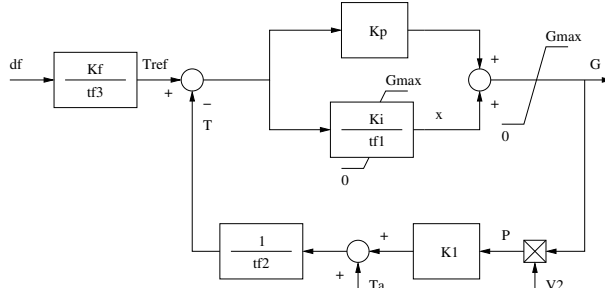 Gmax
Kp
df
Kf
tf3
Tref
+
+
G
+
−
Gmax
+
T
Ki
tf1
x
0
0
1
tf2
+
K1
P
+
Ta
V2